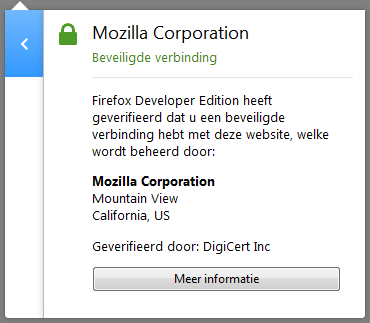 Mozilla Corporation
Beveiligde verbinding
Firefox Developer Edition heeft
geverifieerd dat u een beveiligde
verbinding hebt met deze website, welke
wordt beheerd door:
Mozilla Corporation
Mountain View
California, US
Geverifieerd door: DigiCert Inc
Meer informatie